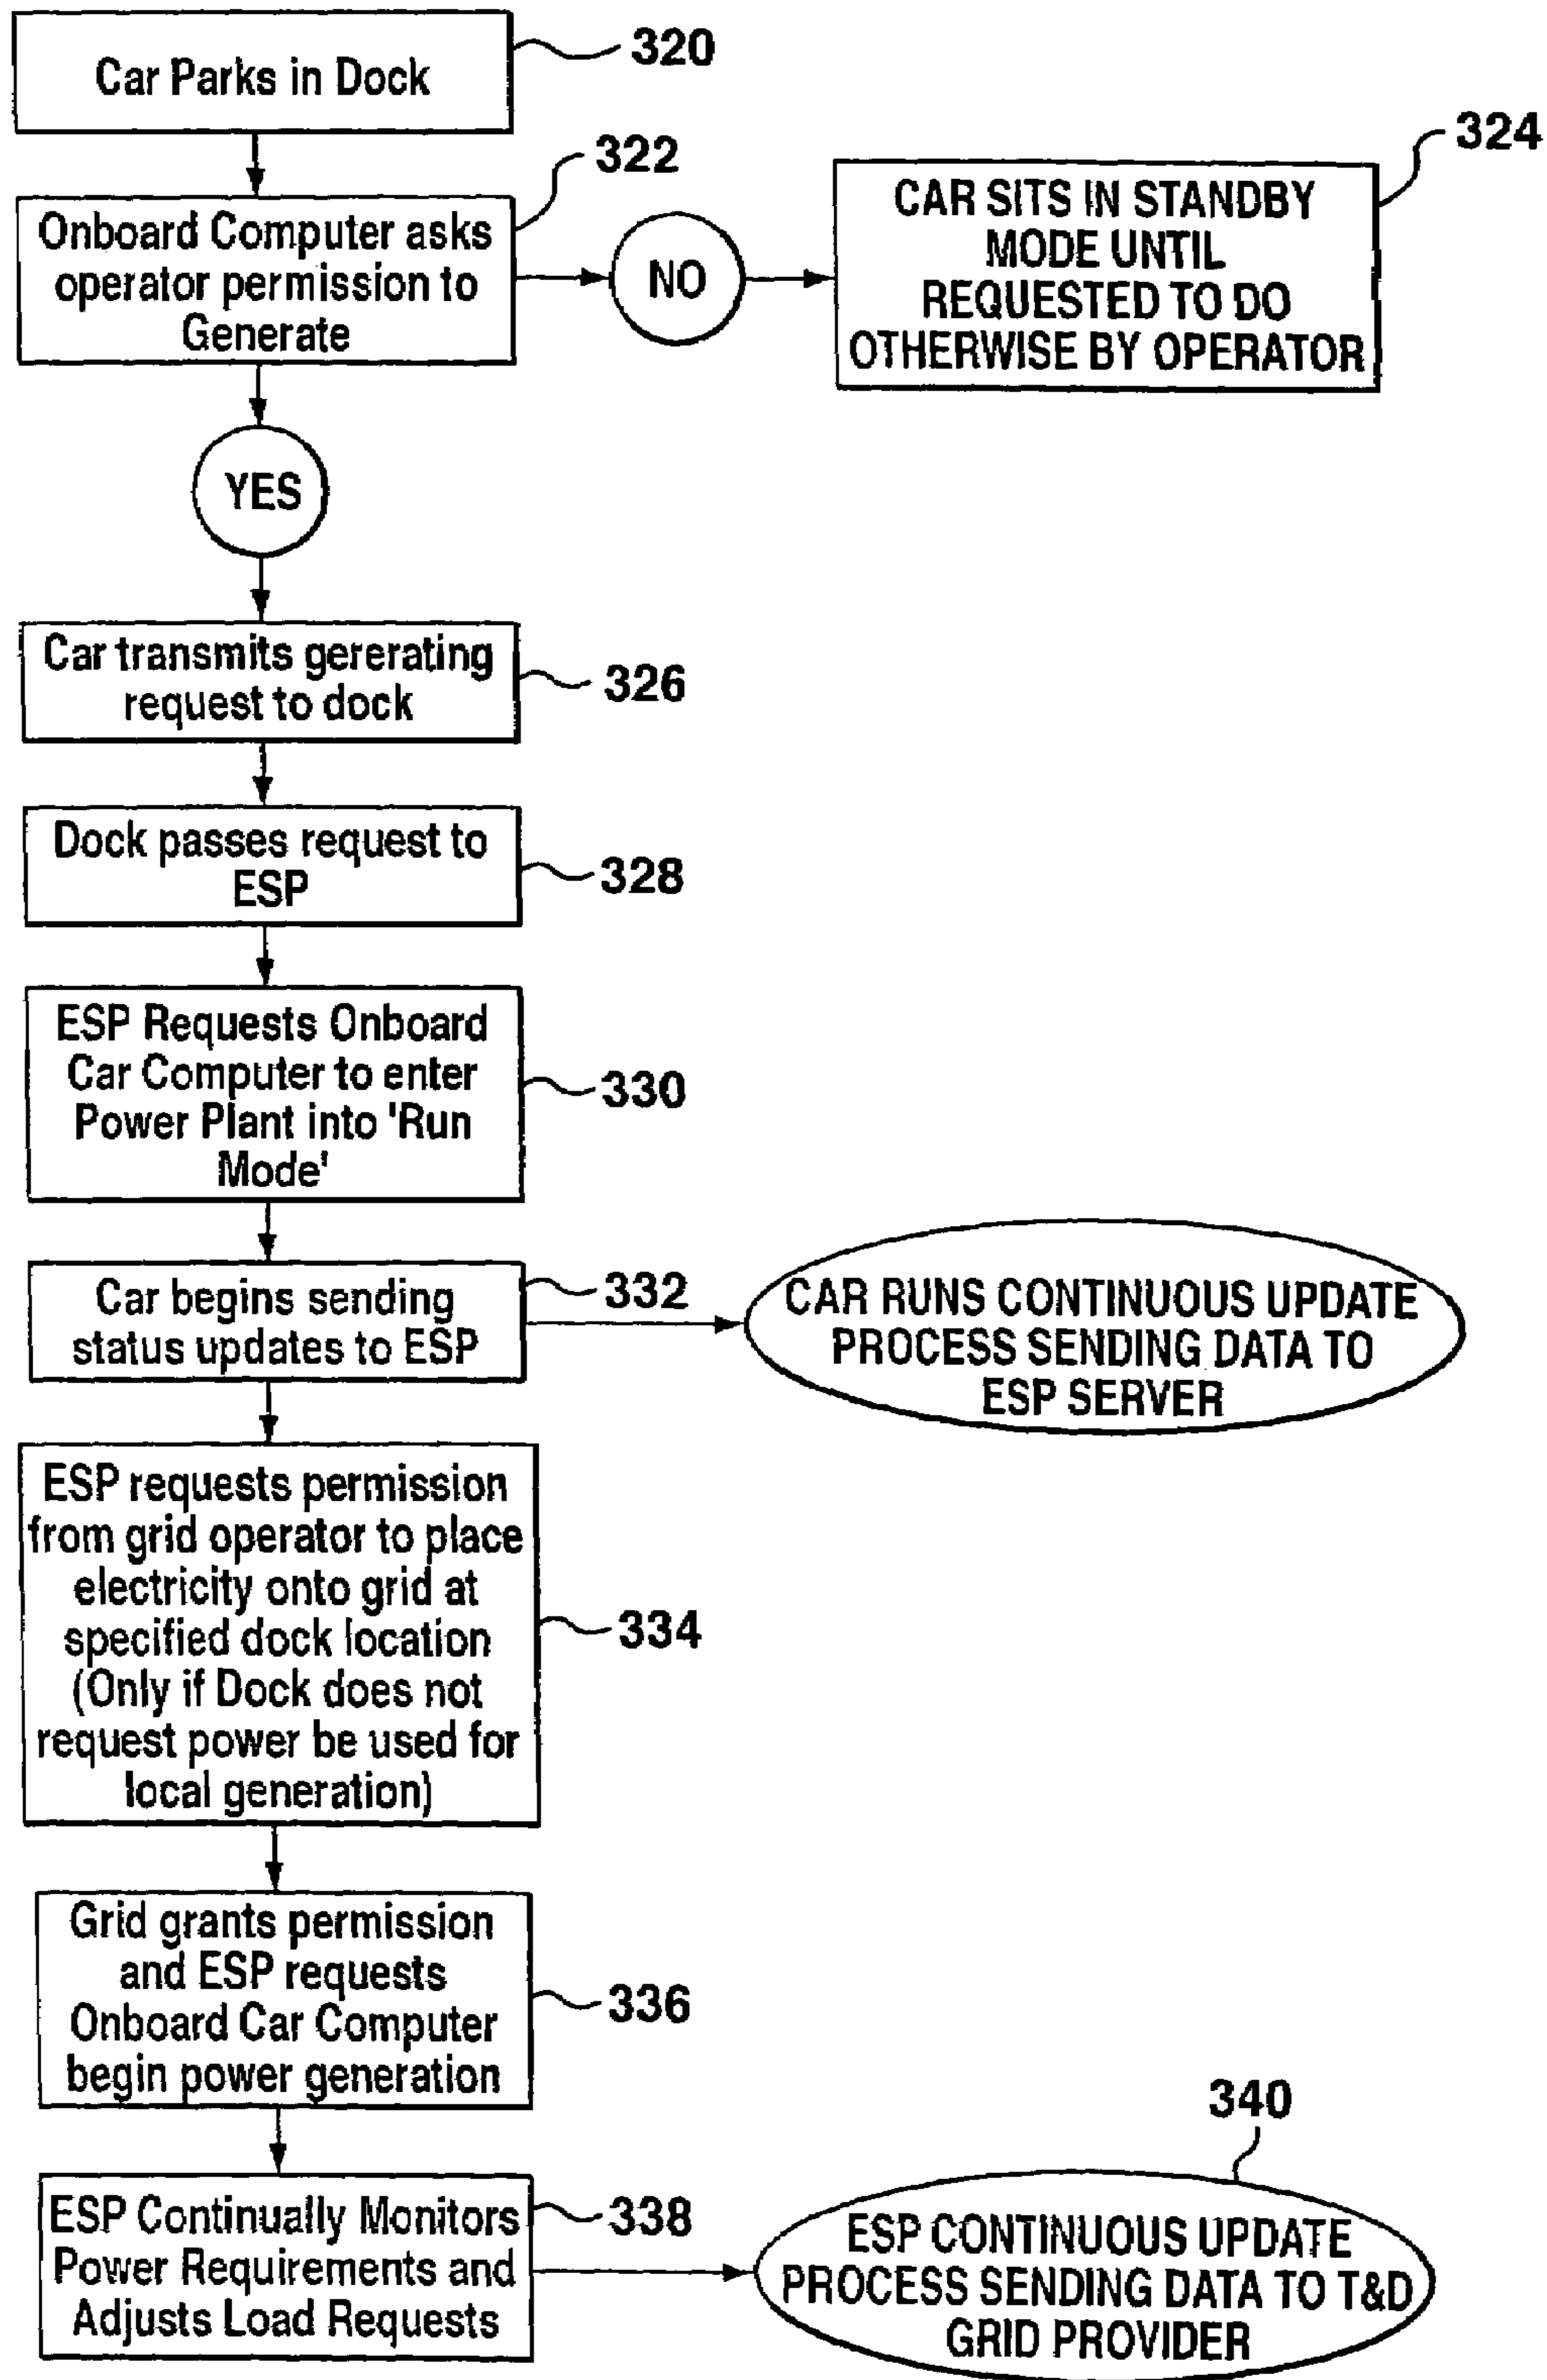 Car Parks in Dock
320
322
Onboard Computer asks
operator permission to
Generate
NO
324
CAR SITS IN STANDBY
MODE UNTIL
REQUESTED TO DO
OTHERWISE BY OPERATOR
YES
Car transmits gererating
request to dock
326
Dock passes request to
ESP
328
ESP Requests Onboard
Car Computer to enter
Power Plant into 'Run
Mode'
330
Car begins sending
status updates to ESP
332
CAR RUNS CONTINUOUS UPDATE
PROCESS SENDING DATA TO
ESP SERVER
ESP requests permission
from grid operator to place
electricity onto grid at
specified dock location
(Only if Dock does not
request power be used for
local generation)
334
Grid grants permission
and ESP requests
Onboard Car Computer
begin power generation
336
ESP Continually Monitors
Power Requirements and
Adjusts Load Requests
338
340
ESP CONTINUOUS UPDATE
PROCESS SENDING DATA TO T&D
GRID PROVIDER